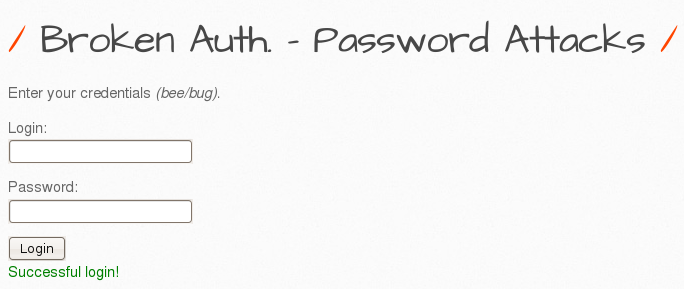 / Broken Auth. - Password Attacks /
Enter your credentials (bee/bug).
Login:
Password:
Login
Successful login!